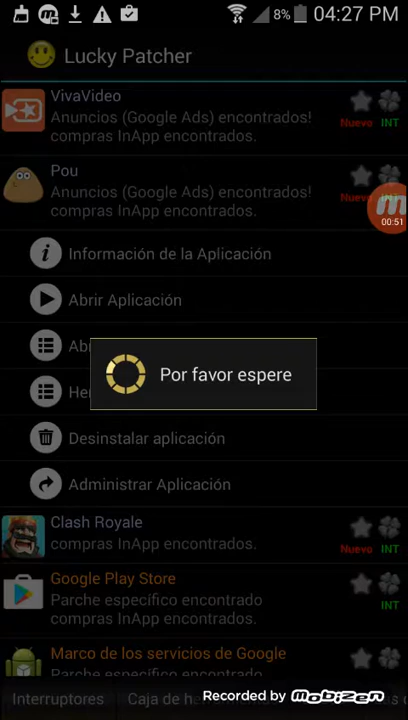 8% 04:27 PM
Lucky Patcher
VivaVideo
Anuncios (Google Ads) encontrados!
compras InApp encontrados.
Nuevo INT
Pou
Anuncios (Google Ads) encontrados!
compras InApp encontrados.
Nuevo INT
00:51
Información de la Aplicación
Abrir Aplicación
Ab
Por favor espere
He
Desinstalar aplicación
Administrar Aplicación
Clash Royale
compras InApp encontrados.
Nuevo INT
Google Play Store
Parche específico encontrado
compras InApp encontrados.
INT
Marco de los servicios de Google
Parche específico encontrado
Interruptores
Caja de he
Recorded by mobizen